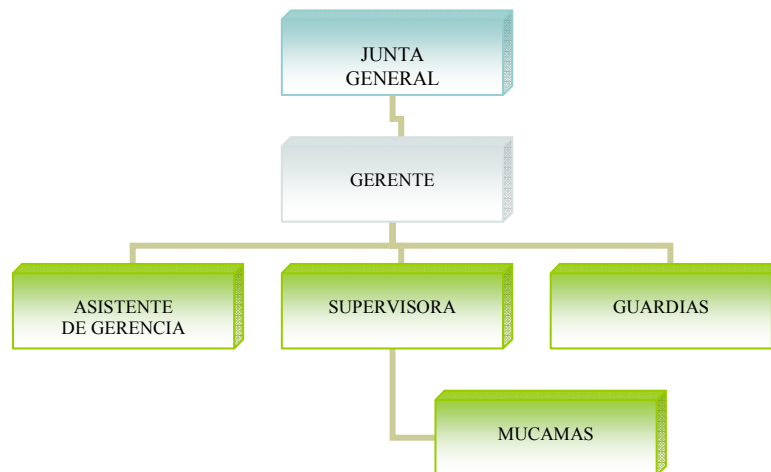 JUNTA
GENERAL
GERENTE
ASISTENTE
DE GERENCIA
SUPERVISORA
GUARDIAS
MUCAMAS